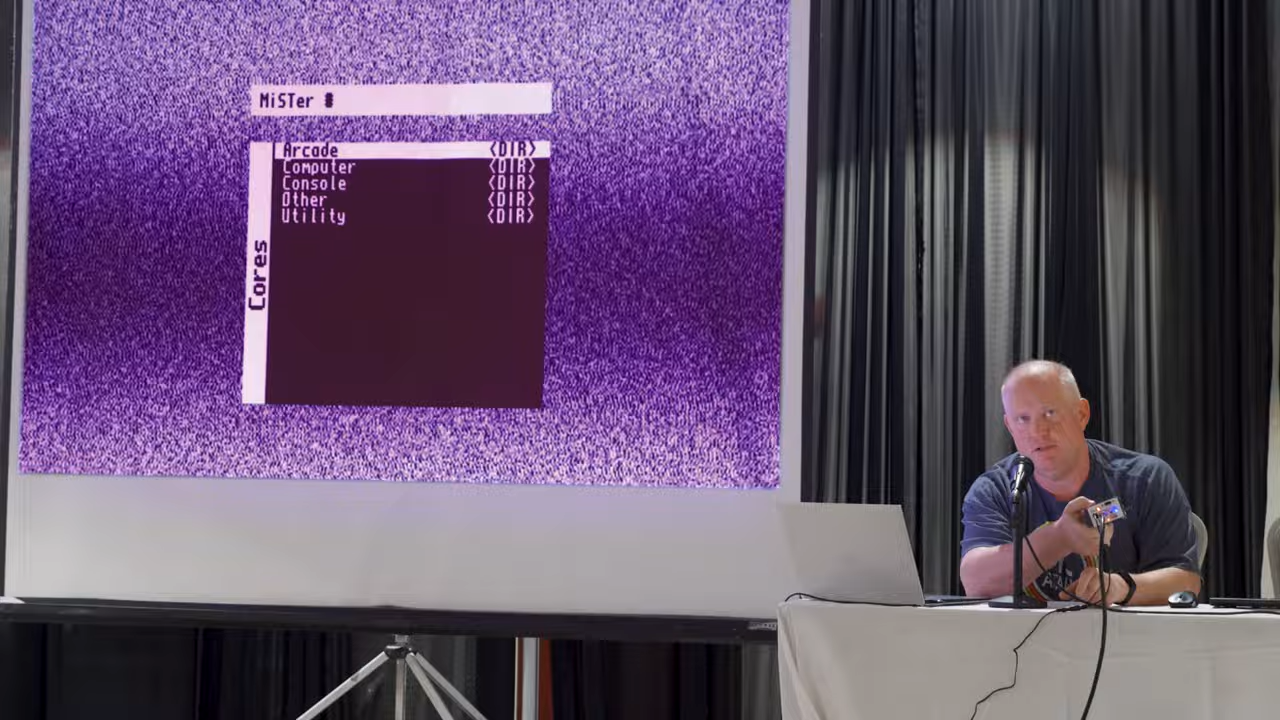 MiSTer
Arcade <DIR>
Computer <DIR>
Console <DIR>
Other <DIR>
Utility <DIR>
Cores